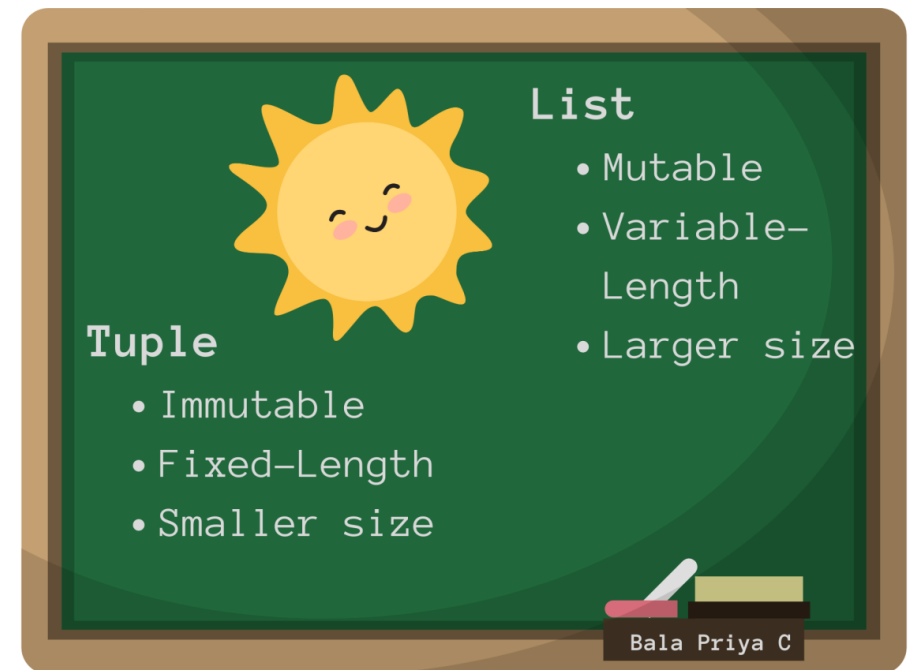 List
• Mutable
• Variable-
Length
• Larger size
Tuple
• Immutable
• Fixed-Length
• Smaller size
Bala Priya C